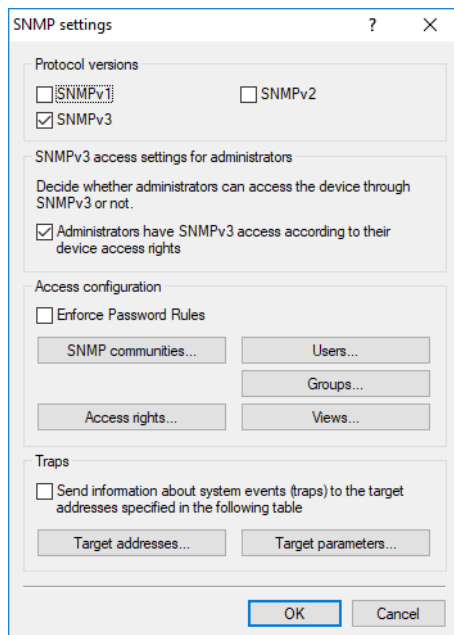 SNMP settings ? X
Protocol versions
SNMPv1 SNMPv2
SNMPv3
SNMPv3 access settings for administrators
Decide whether administrators can access the device through
SNMPv3 or not.
Administrators have SNMPv3 access according to their
device access rights
Access configuration
Enforce Password Rules
SNMP communities... Users...
Groups...
Access rights... Views...
Traps
Send information about system events (traps) to the target
addresses specified in the following table
Target addresses... Target parameters...
OK Cancel